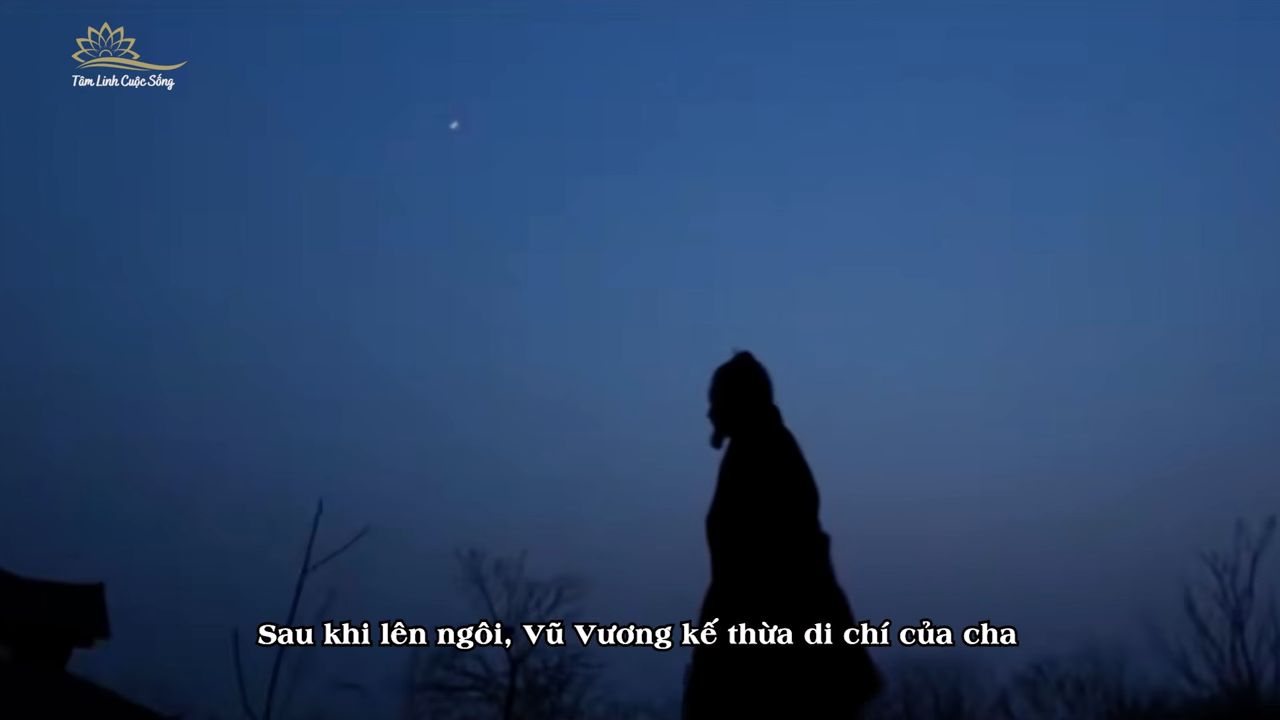 Tâm Linh Cuộc Sống
Sau khi lên ngôi, Vũ Vương kế thừa di chí của cha